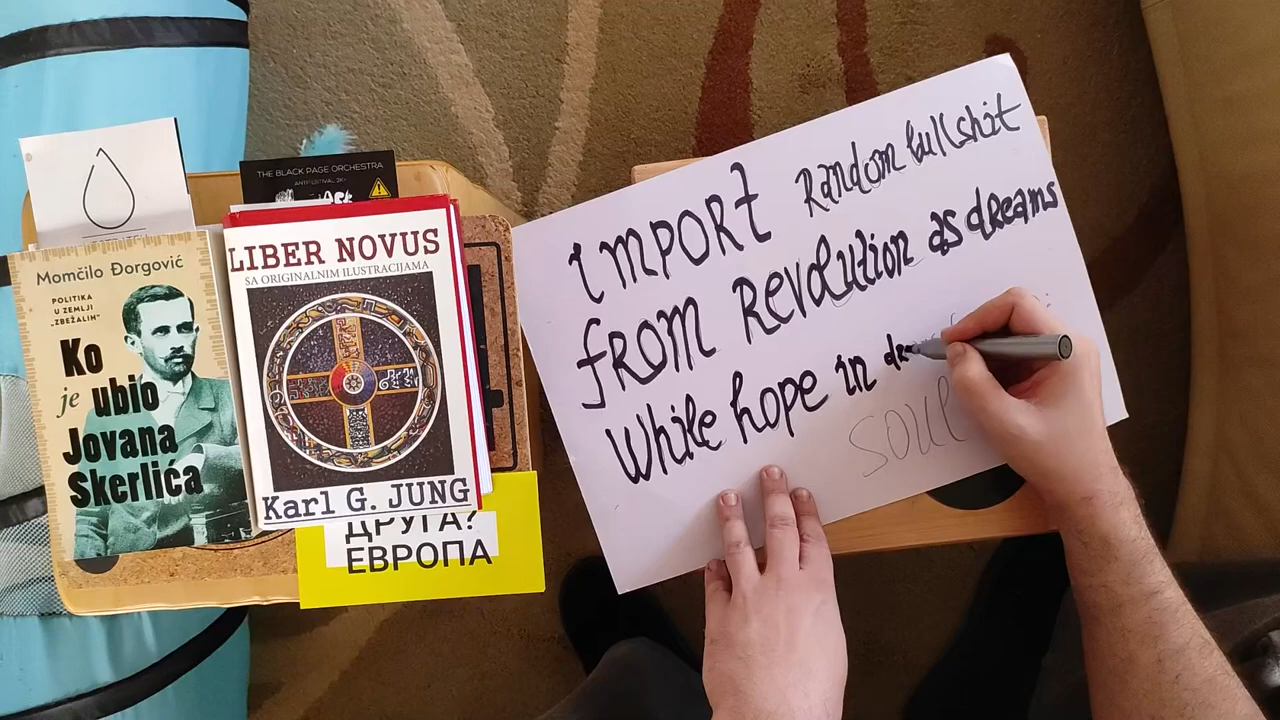 THE BLACK PAGE ORCHESTRA
Momčilo Đorgović
POLITIKA
U ZEMLJI
„ZBEŽALIH"
Ko
je ubio
Jovana
Skerlića
LIBER NOVUS
SA ORIGINALNIM ILUSTRACIJAMA
Karl G. JUNG
ДРУГА?
ЕВРОПА
iMPORt Random bullshit
fROM REvolution as dreams
While hope in
soul